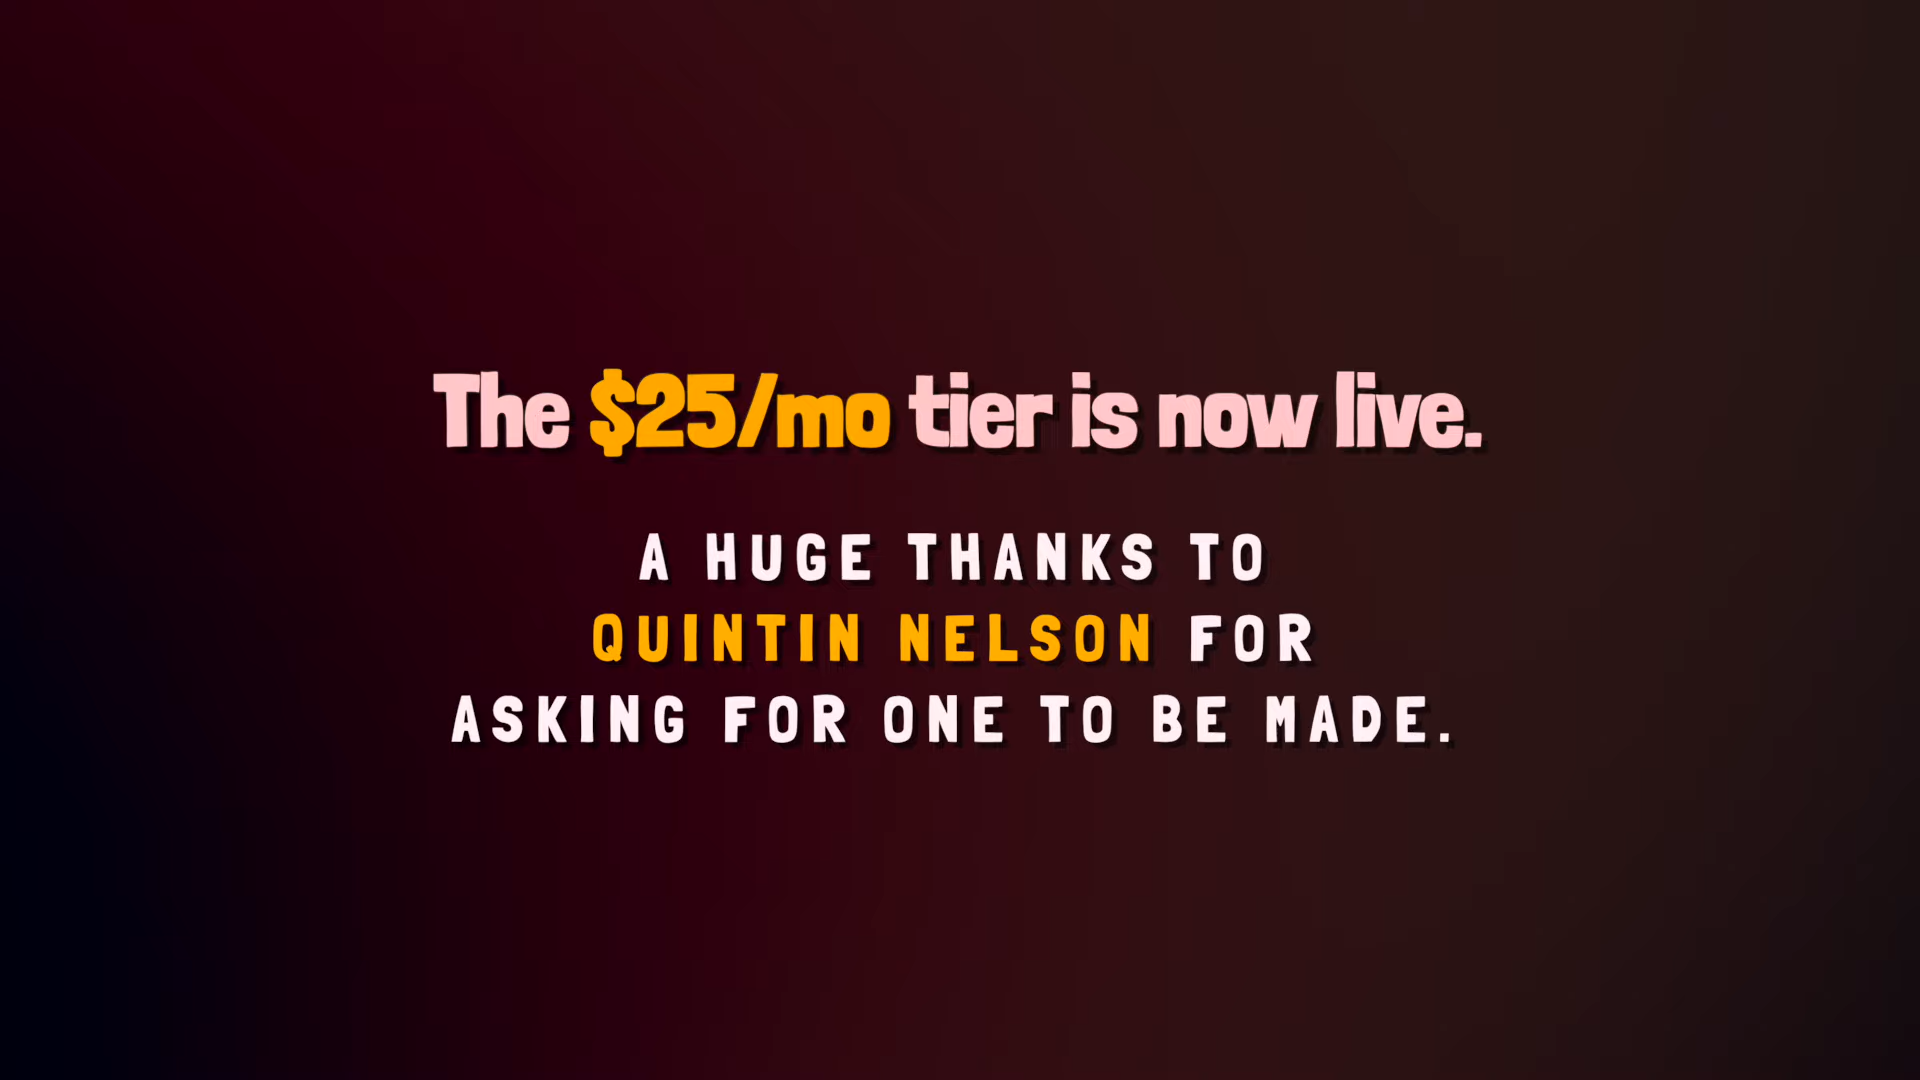 The $25/mo tier is now live.
A HUGE THANKS TO
QUINTIN NELSON FOR
ASKING FOR ONE TO BE MADE.